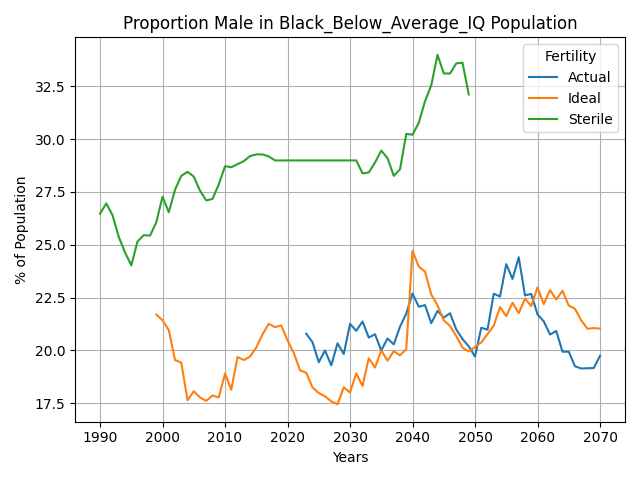 Proportion Male in Black_Below_Average_IQ Population
Fertility
Actual
Ideal
Sterile
% of Population
32.5
30.0
27.5
25.0
22.5
20.0
17.5
1990 2000 2010 2020 2030 2040 2050 2060 2070
Years